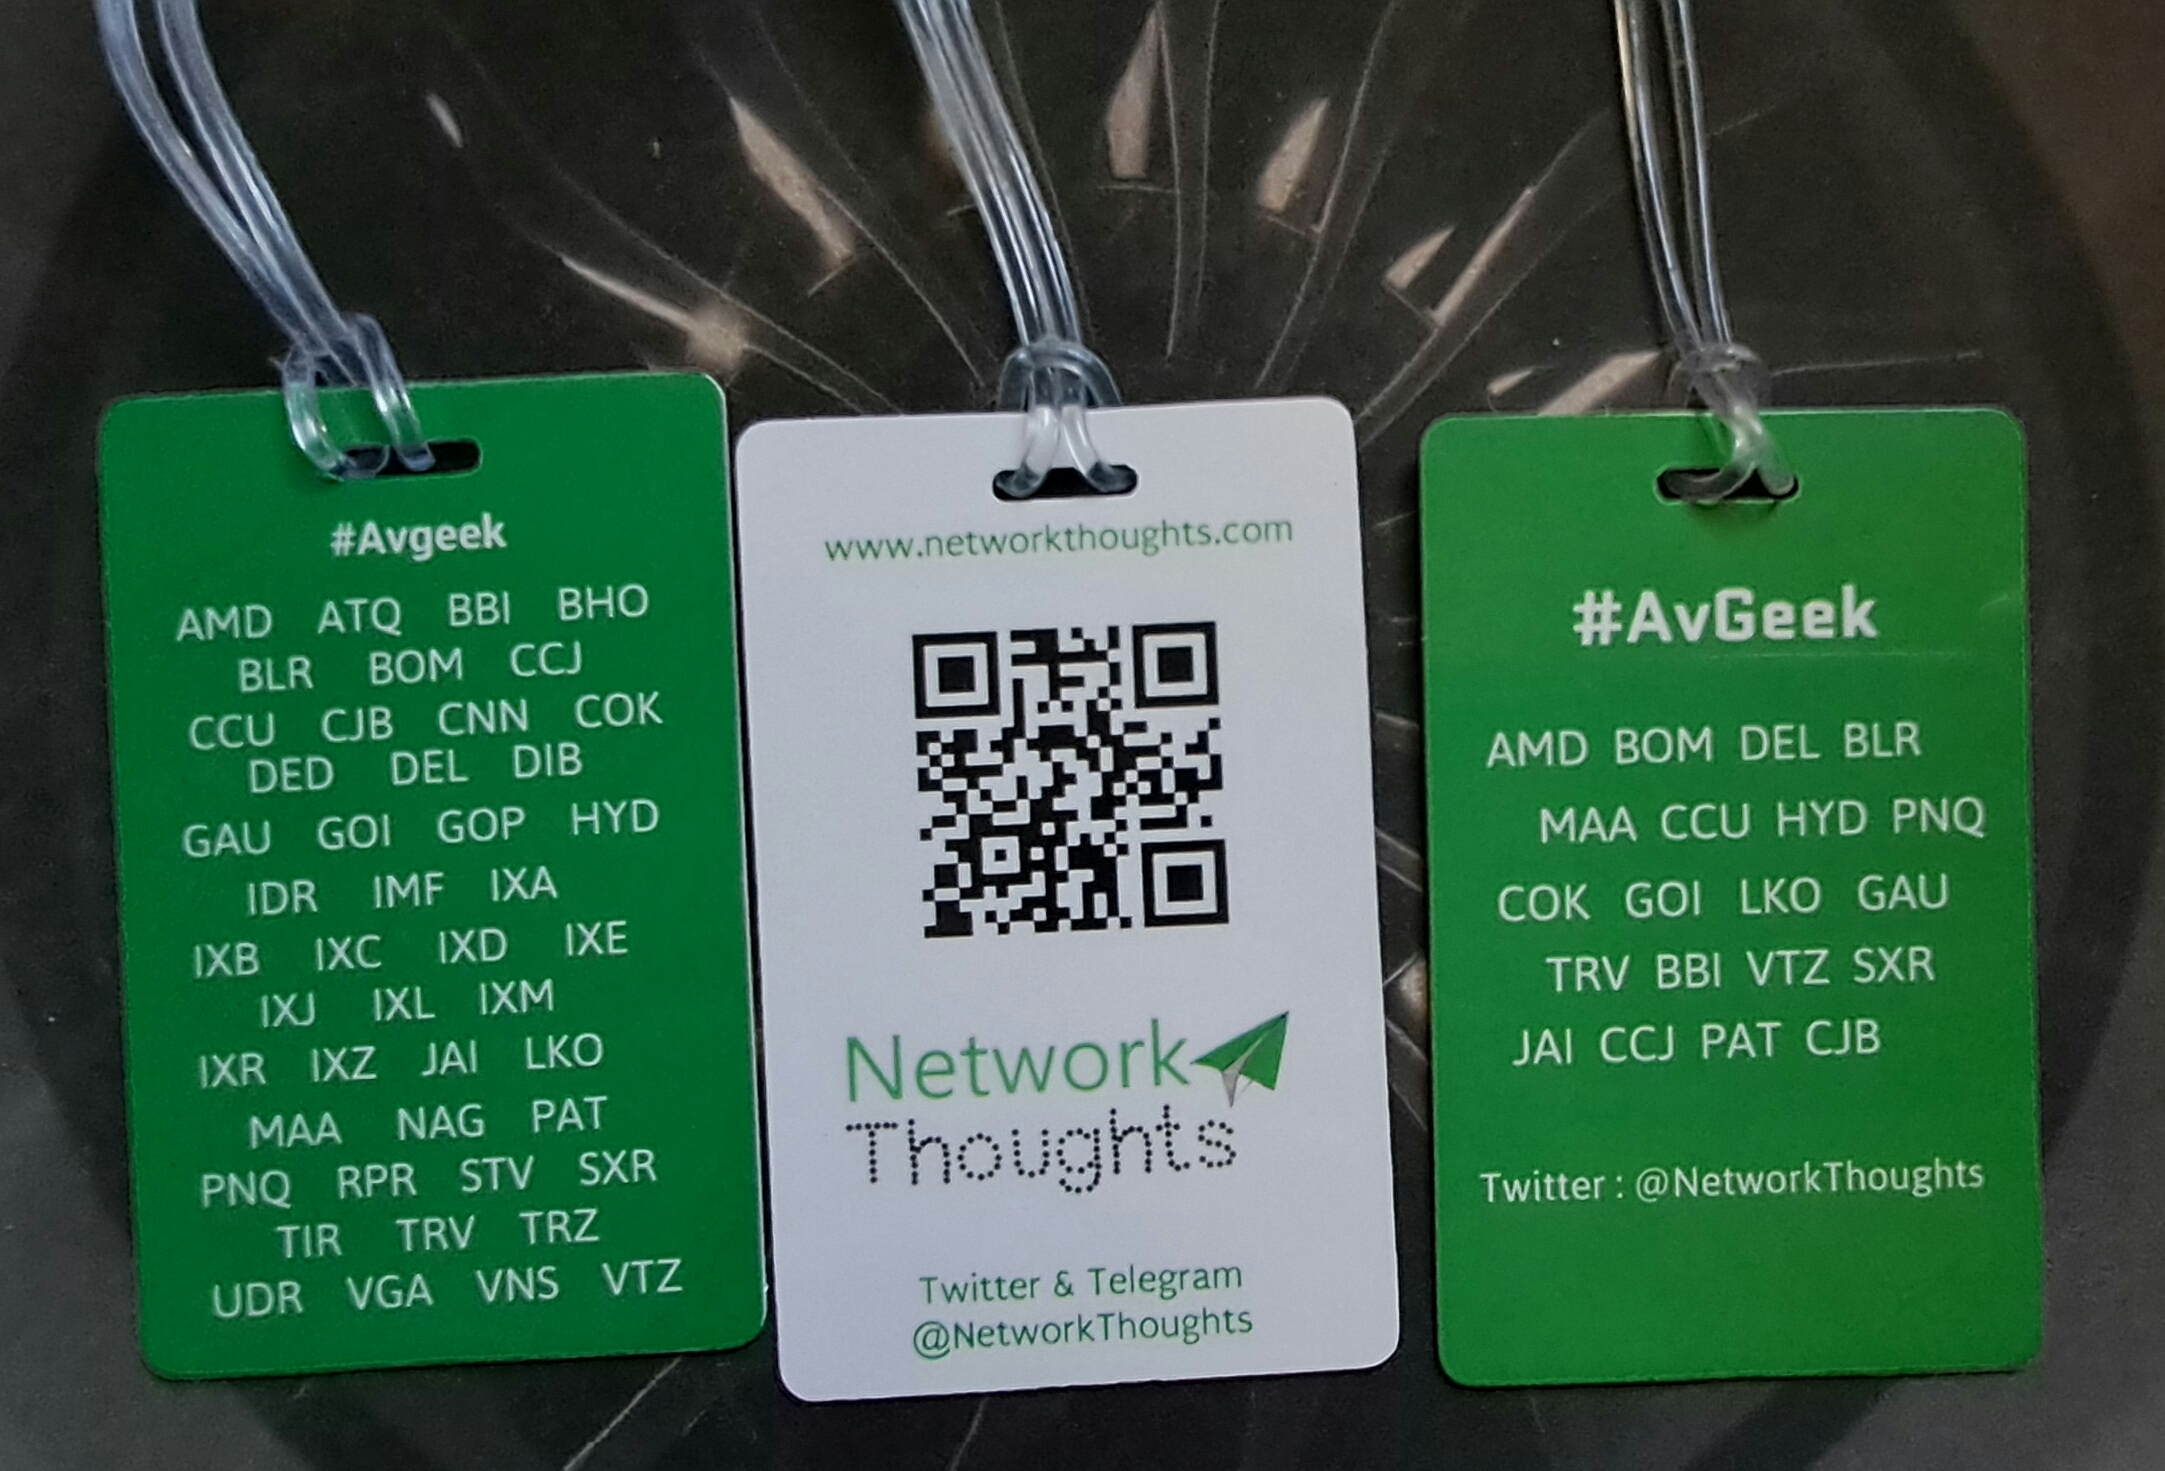 #Avgeek
AMD ATQ BBI BHO
BLR BOM CCJ
CCU CJB CNN COK
DED DEL DIB
GAU GOI GOP HYD
IDR IMF IXA
IXB IXC IXD IXE
IXJ IXL IXM
IXR IXZ JAI LKO
MAA NAG PAT
PNQ RPR STV SXR
TIR TRV TRZ
UDR VGA VNS VTZ
www.networkthoughts.com
Network
Thoughts
Twitter & Telegram
@NetworkThoughts
#AvGeek
AMD BOM DEL BLR
MAA CCU HYD PNQ
COK GOI LKO GAU
TRV BBI VTZ SXR
JAI CCJ PAT CJB
Twitter : @NetworkThoughts